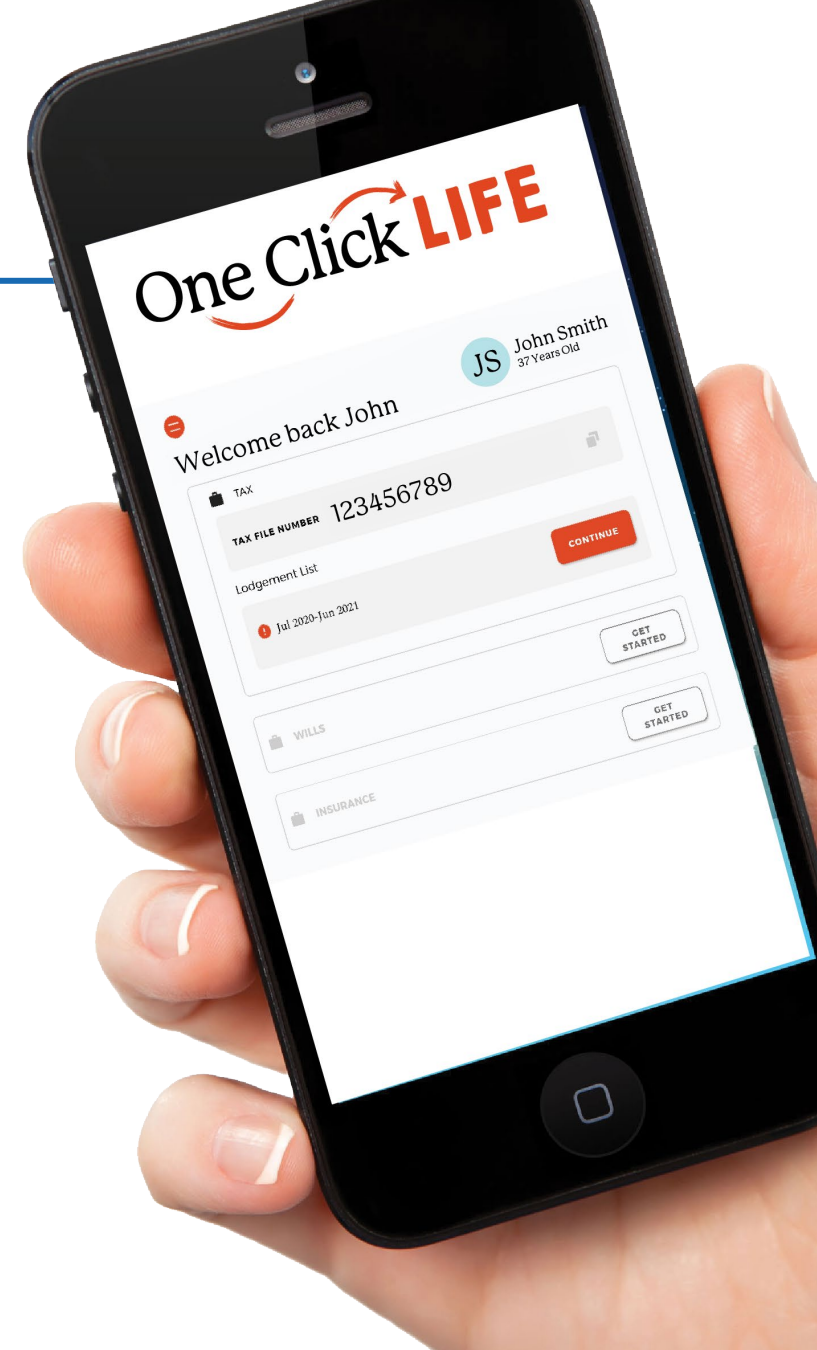 One Click LIFE
JS
John Smith
37 Years Old
Welcome back John
TAX
TAX FILE NUMBER 123456789
Lodgement List
Jul 2020-Jun 2021
CONTINUE
WILLS
GET
STARTED
INSURANCE
GET
STARTED